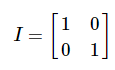 I = [1 0
0 1]